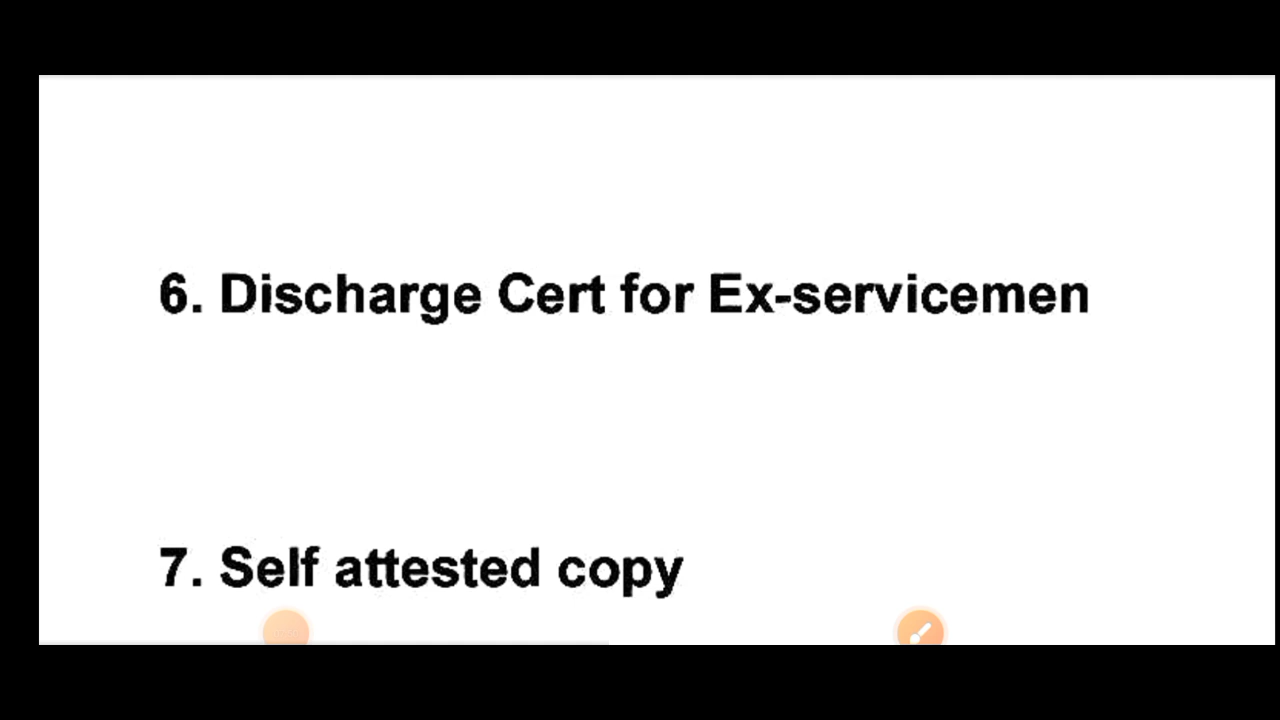 6. Discharge Cert for Ex-servicemen
7. Self attested copy